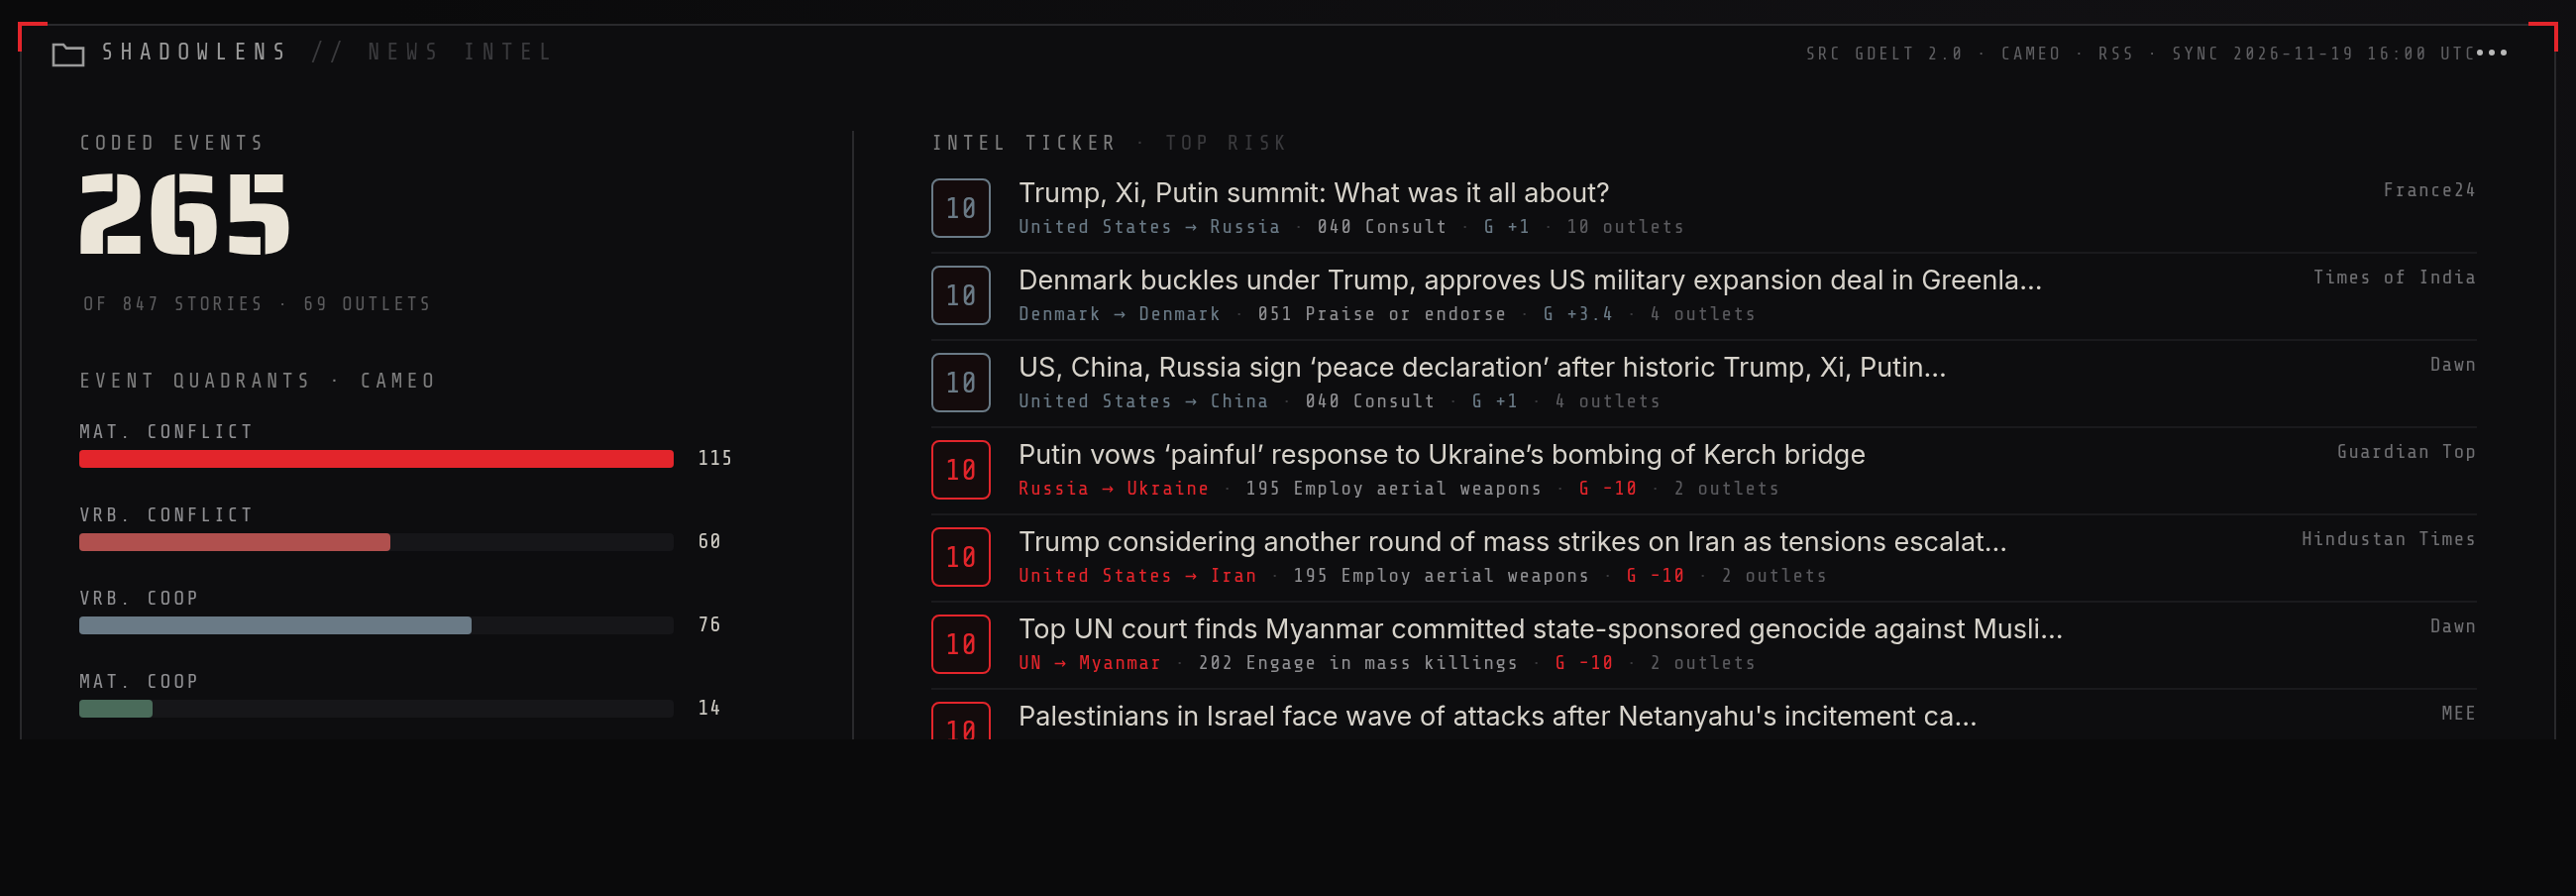 SHADOWLENS // NEWS INTEL
SRC GDELT 2.0 · CAMEO · RSS · SYNC 2026-11-19 16:00 UTC
CODED EVENTS
265
OF 847 STORIES · 69 OUTLETS
EVENT QUADRANTS · CAMEO
MAT. CONFLICT
115
VRB. CONFLICT
60
VRB. COOP
76
MAT. COOP
14
INTEL TICKER · TOP RISK
10
Trump, Xi, Putin summit: What was it all about?
France24
United States → Russia · 040 Consult · G +1 · 10 outlets
10
Denmark buckles under Trump, approves US military expansion deal in Greenla...
Times of India
Denmark → Denmark · 051 Praise or endorse · G +3.4 · 4 outlets
10
US, China, Russia sign ‘peace declaration’ after historic Trump, Xi, Putin...
Dawn
United States → China · 040 Consult · G +1 · 4 outlets
10
Putin vows ‘painful’ response to Ukraine’s bombing of Kerch bridge
Guardian Top
Russia → Ukraine · 195 Employ aerial weapons · G -10 · 2 outlets
10
Trump considering another round of mass strikes on Iran as tensions escalat...
Hindustan Times
United States → Iran · 195 Employ aerial weapons · G -10 · 2 outlets
10
Top UN court finds Myanmar committed state-sponsored genocide against Musli...
Dawn
UN → Myanmar · 202 Engage in mass killings · G -10 · 2 outlets
10
Palestinians in Israel face wave of attacks after Netanyahu's incitement ca...
MEE